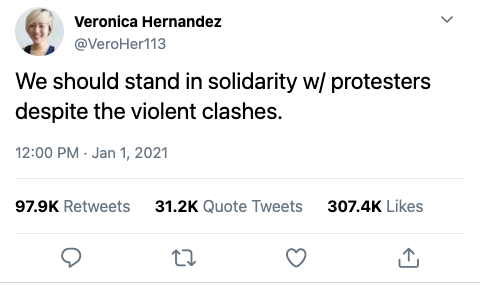 Veronica Hernandez
@VeroHer113
We should stand in solidarity w/ protesters
despite the violent clashes.
12:00 PM · Jan 1, 2021
97.9K Retweets 31.2K Quote Tweets 307.4K Likes